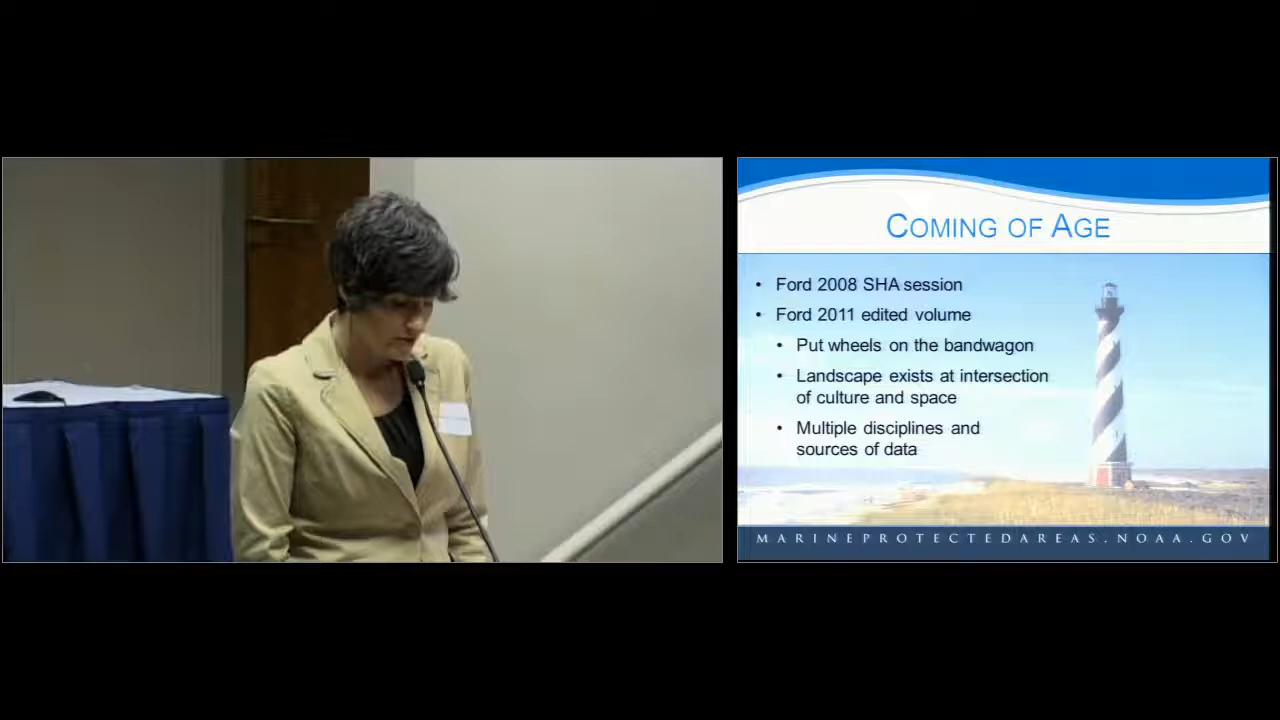 COMING OF AGE
• Ford 2008 SHA session
• Ford 2011 edited volume
• Put wheels on the bandwagon
• Landscape exists at intersection
of culture and space
• Multiple disciplines and
sources of data
MARINEPROTECTEDAREAS.NOAA.GOV